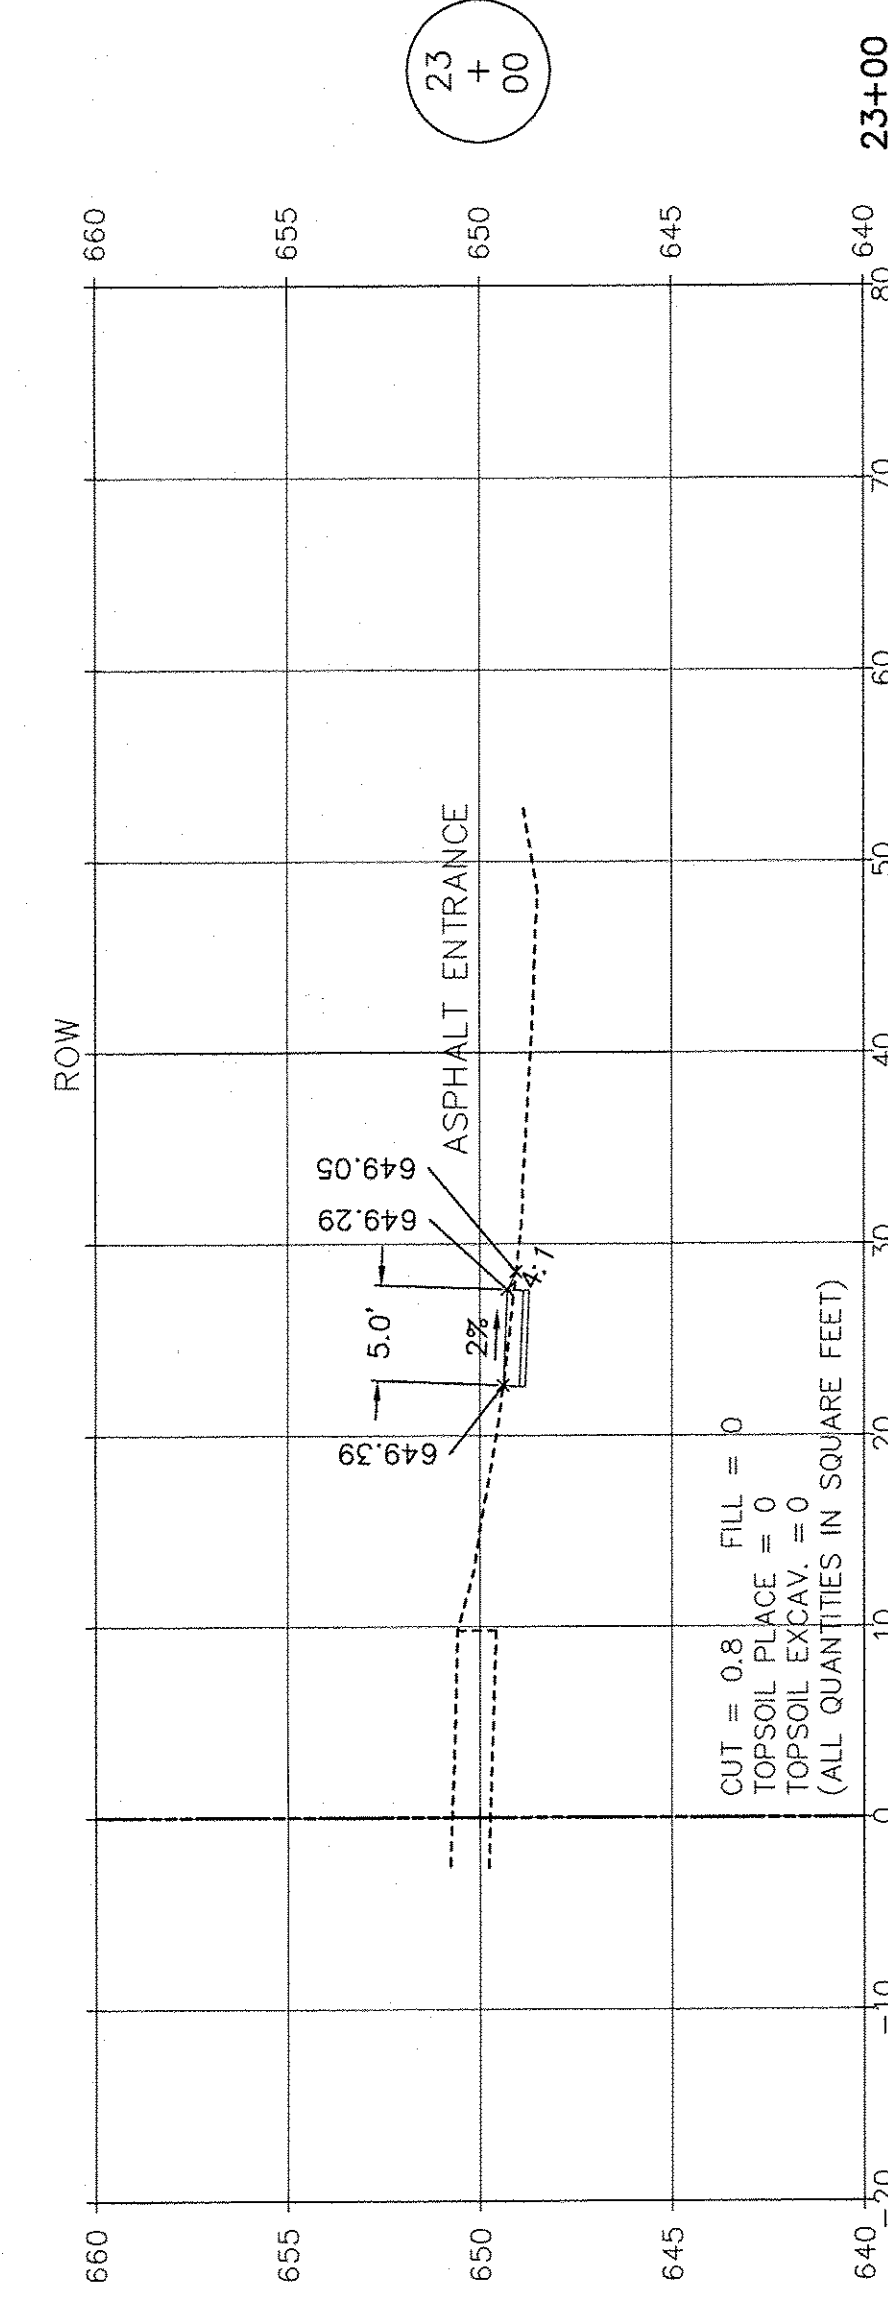 ROW
660
660
655
655
650
650
645
645
640
640
23
+
00
23+00
649.39
5.0'
2%
649.29
649.05
4:1
ASPHALT ENTRANCE
CUT = 0.8 FILL = 0
TOPSOIL PLACE = 0
TOPSOIL EXCAV. = 0
(ALL QUANTITIES IN SQUARE FEET)
-20 -10 0 10 20 30 40 50 60 70 80